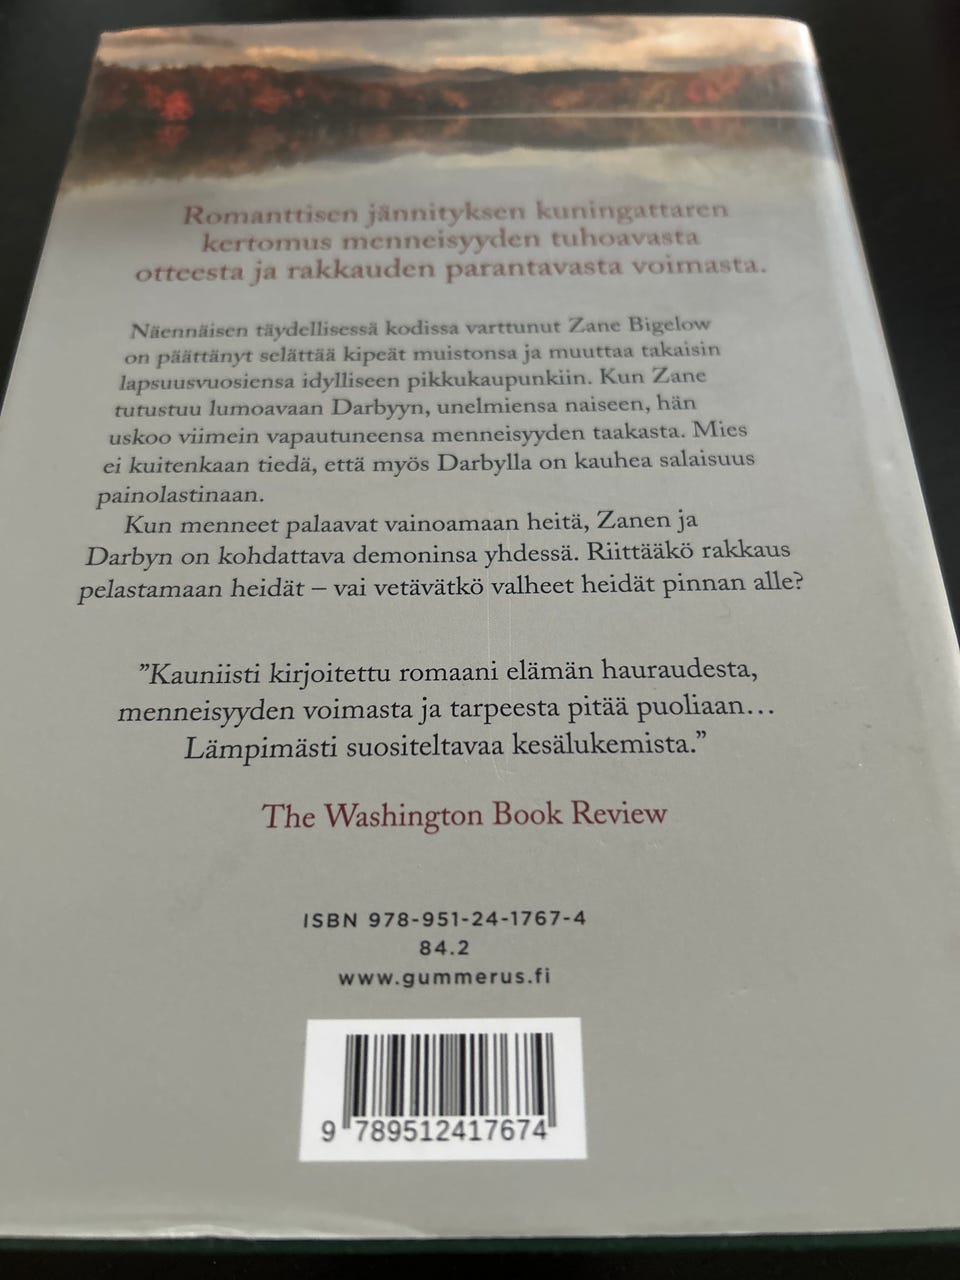 Romanttisen jännityksen kuningattaren
kertomus menneisyyden tuhoavasta
otteesta ja rakkauden parantavasta voimasta.
Näennäisen täydellisessä kodissa varttunut Zane Bigelow
on päättänyt selättää kipeät muistonsa ja muuttaa takaisin
lapsuusvuosiensa idylliseen pikkukaupunkiin. Kun Zane
tutustuu lumoavaan Darbyyn, unelmiensa naiseen, hän
uskoo viimein vapautuneensa menneisyyden taakasta. Mies
ei kuitenkaan tiedä, että myös Darbylla on kauhea salaisuus
painolastinaan.
Kun menneet palaavat vainoamaan heitä, Zanen ja
Darbyn on kohdattava demoninsa yhdessä. Riittääkö rakkaus
pelastamaan heidät – vai vetävätkö valheet heidät pinnan alle?
”Kauniisti kirjoitettu romaani elämän hauraudesta,
menneisyyden voimasta ja tarpeesta pitää puoliaan…
Lämpimästi suositeltavaa kesälukemista.”
The Washington Book Review
ISBN 978-951-24-1767-4
84.2
www.gummerus.fi
9 789512417674